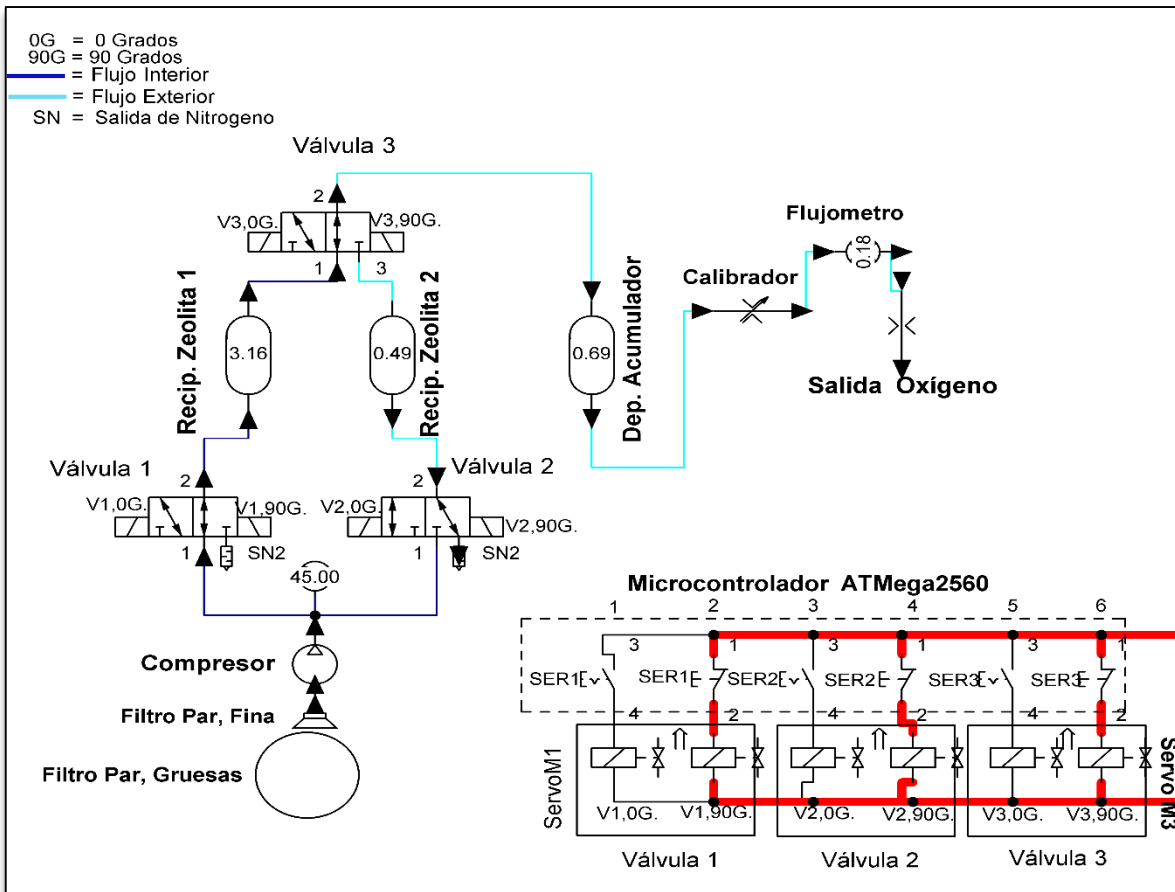 0G = 0 Grados
90G = 90 Grados
= Flujo Interior
= Flujo Exterior
SN = Salida de Nitrogeno
Válvula 3
2
V3,0G.
V3,90G.
1
3
Flujometro
0.18
Calibrador
Recip. Zeolita 1
3.16
0.49
Recip. Zeolita 2
0.69
Dep. Acumulador
Salida Oxígeno
Válvula 1
2
V1,0G.
V1,90G.
1
SN2
Válvula 2
2
V2,0G.
V2,90G.
1
SN2
45.00
Compresor
Filtro Par, Fina
Filtro Par, Gruesas
Microcontrolador ATMega2560
1 2 3 4 5 6
3 1 3 1 3 1
SER1 SER1 SER2 SER2 SER3 SER3
4 2 4 2 4 2
ServoM1
Servo M3
V1,0G. V1,90G. V2,0G. V2,90G. V3,0G. V3,90G.
Válvula 1 Válvula 2 Válvula 3